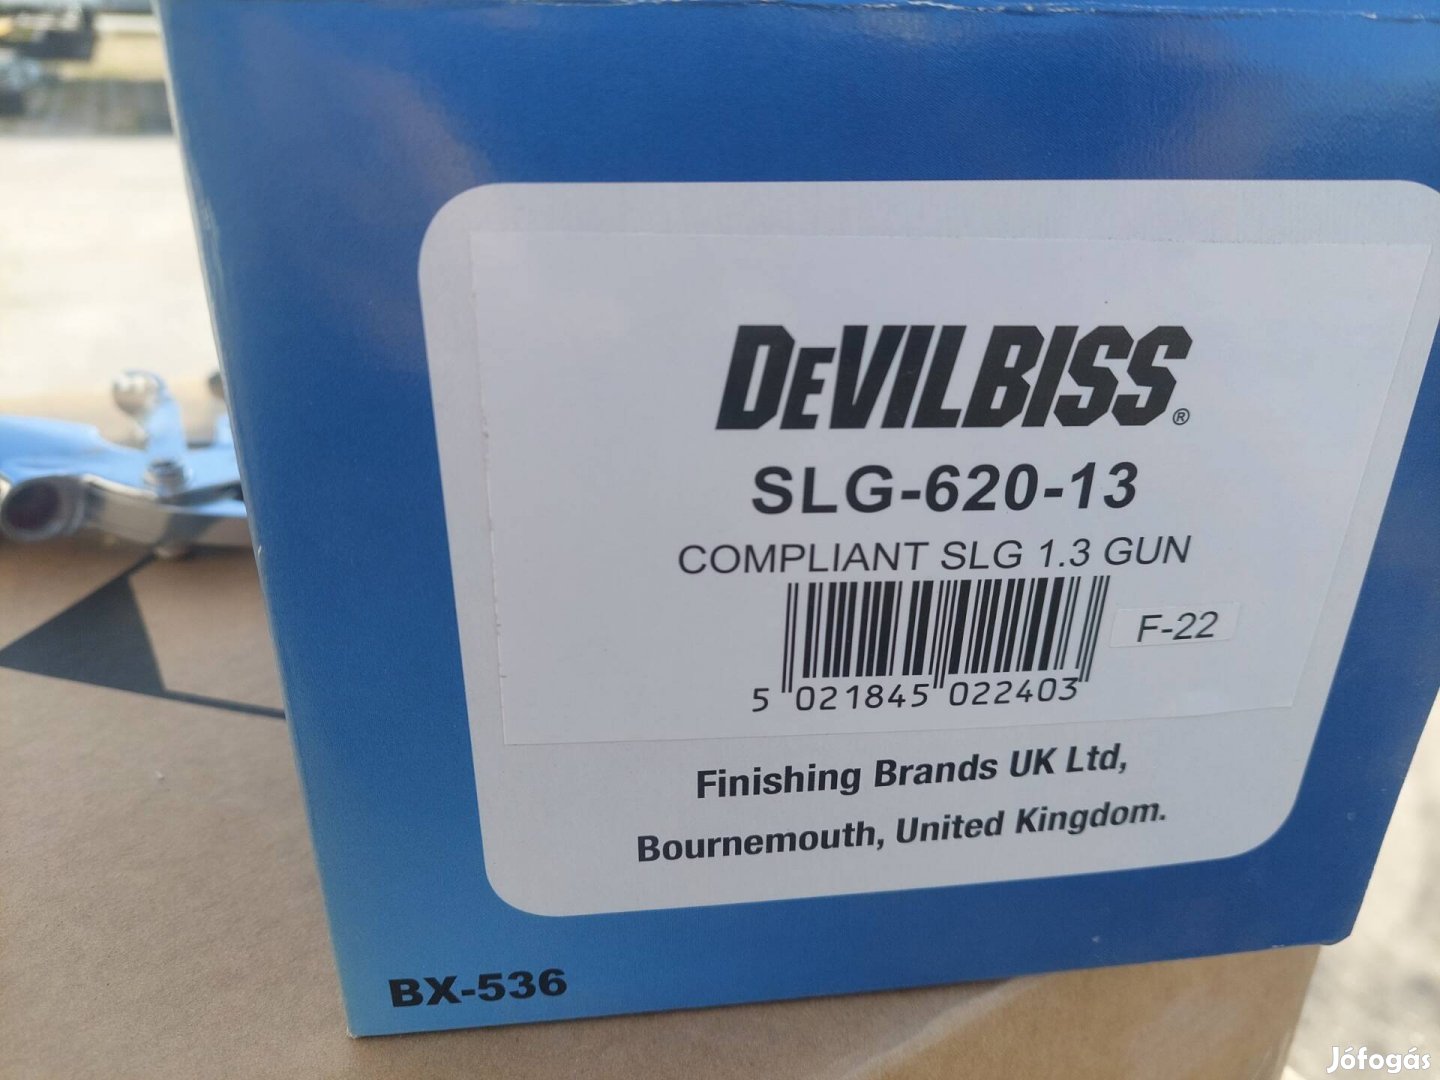 DeVILBISS®
SLG-620-13
COMPLIANT SLG 1.3 GUN
F-22
5 021845 022403
Finishing Brands UK Ltd,
Bournemouth, United Kingdom.
BX-536
Jófogás